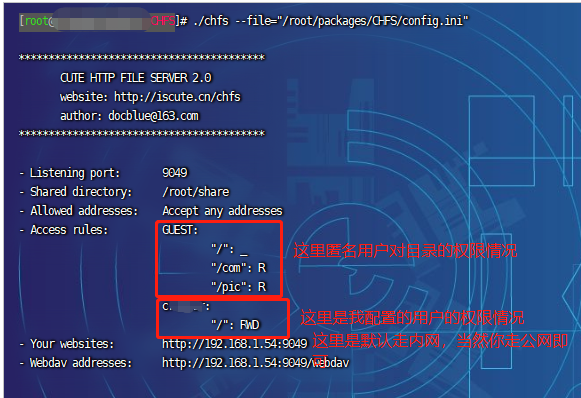 [root@ CHFS]# ./chfs --file="/root/packages/CHFS/config.ini"
*****************************************
CUTE HTTP FILE SERVER 2.0
website: http://iscute.cn/chfs
author: docblue@163.com
*****************************************
- Listening port: 9049
- Shared directory: /root/share
- Allowed addresses: Accept any addresses
- Access rules: GUEST:
"/": _
这里匿名用户对目录的权限情况
"/com": R
"/pic": R
"/": RWD
这里是我配置的用户的权限情况
- Your websites: http://192.168.1.54:9049
这里是默认走内网，当然你走公网即
- Webdav addresses: http://192.168.1.54:9049/webdav